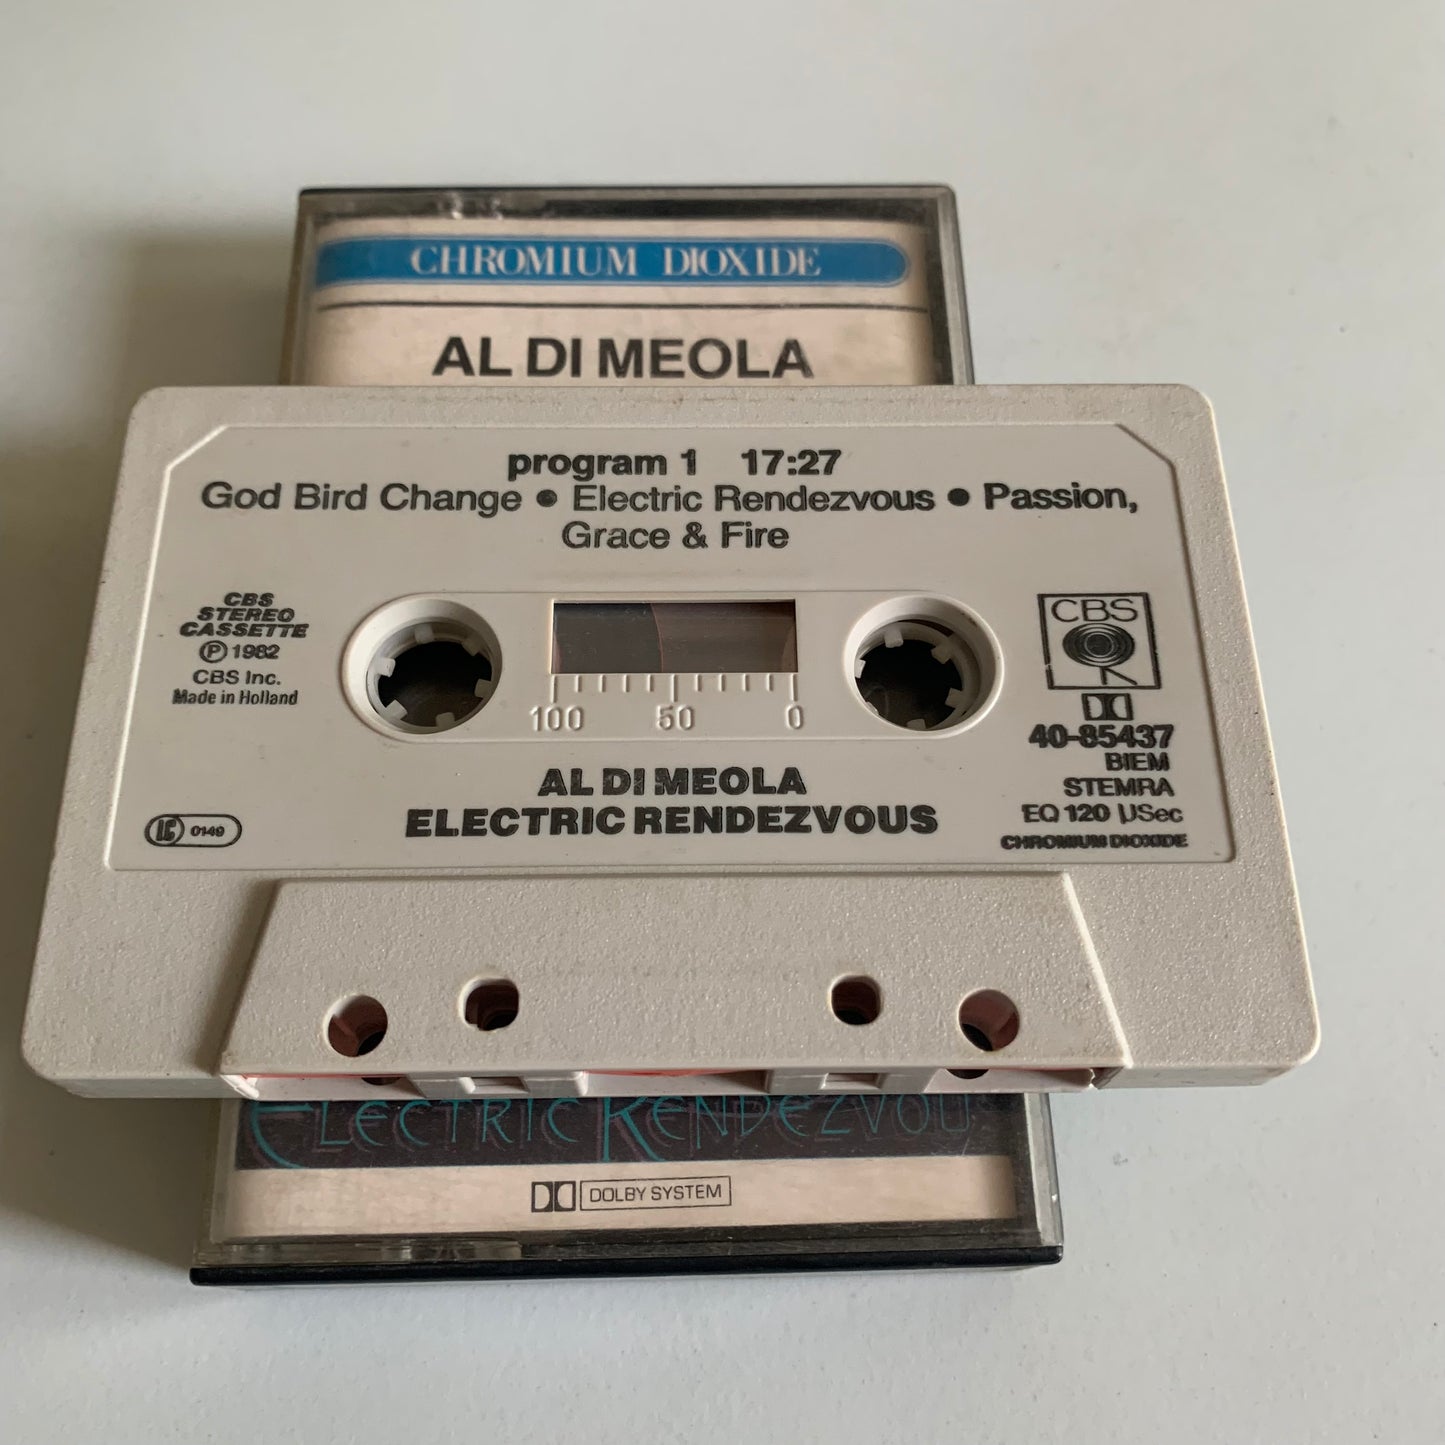 CHROMIUM DIOXIDE
AL DI MEOLA
program 1 17:27
God Bird Change • Electric Rendezvous • Passion,
Grace & Fire
CBS
STEREO
CASSETTE
Ⓟ 1982
CBS Inc.
Made in Holland
100 50 0
CBS
40-85437
BIEM
STEMRA
EQ 120 µSec
CHROMIUM DIOXIDE
AL DI MEOLA
ELECTRIC RENDEZVOUS
0149
ELECTRIC RENDEZVOU
DOLBY SYSTEM